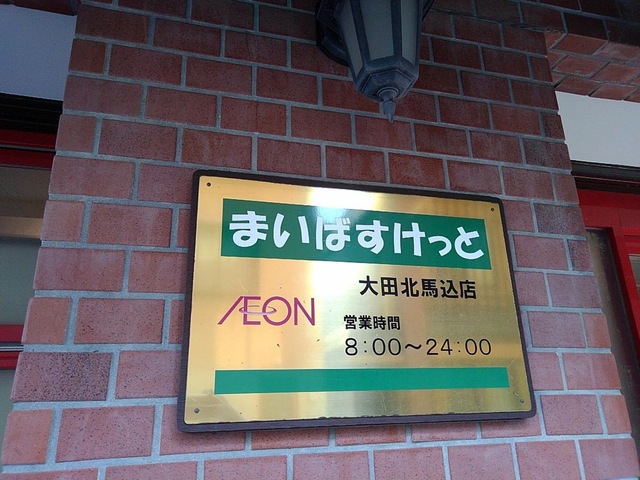 まいばすけっと
大田北馬込店
ÆON
営業時間
8:00〜24:00